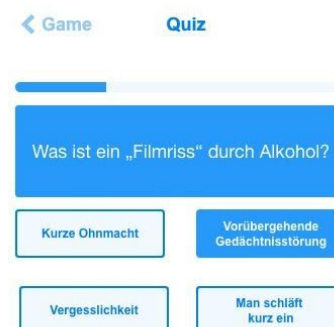 Game Quiz
Was ist ein „Filmriss“ durch Alkohol?
Kurze Ohnmacht
Vorübergehende
Gedächtnisstörung
Vergesslichkeit
Man schläft
kurz ein